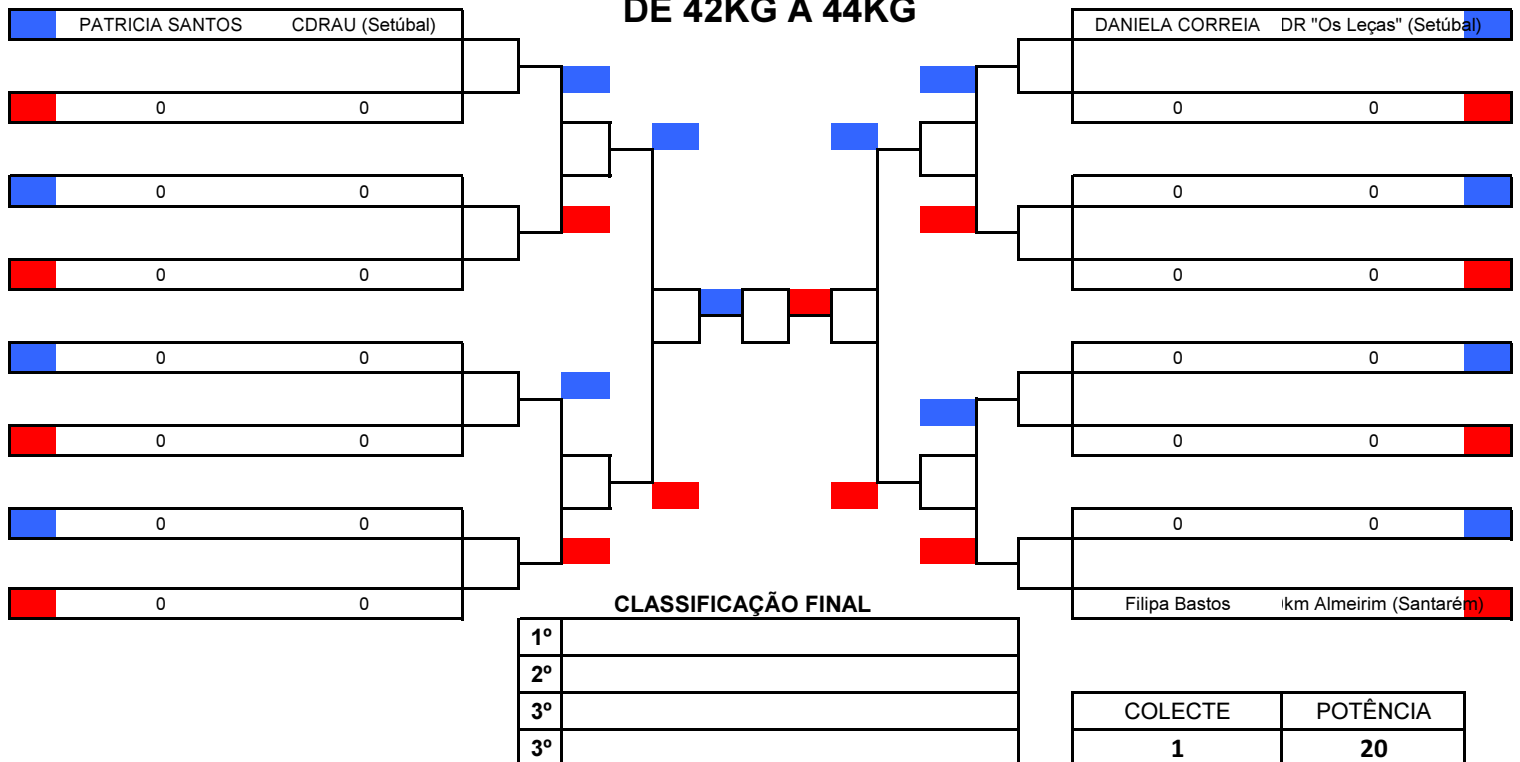 DE 42KG A 44KG
PATRICIA SANTOS CDRAU (Setúbal)
0 0
0 0
0 0
0 0
0 0
0 0
0 0
DANIELA CORREIA DR "Os Leças" (Setúbal)
0 0
0 0
0 0
0 0
0 0
0 0
Filipa Bastos km Almeirim (Santarém)
CLASSIFICAÇÃO FINAL
1º
2º
3º
3º
COLECTE POTÊNCIA
1 20